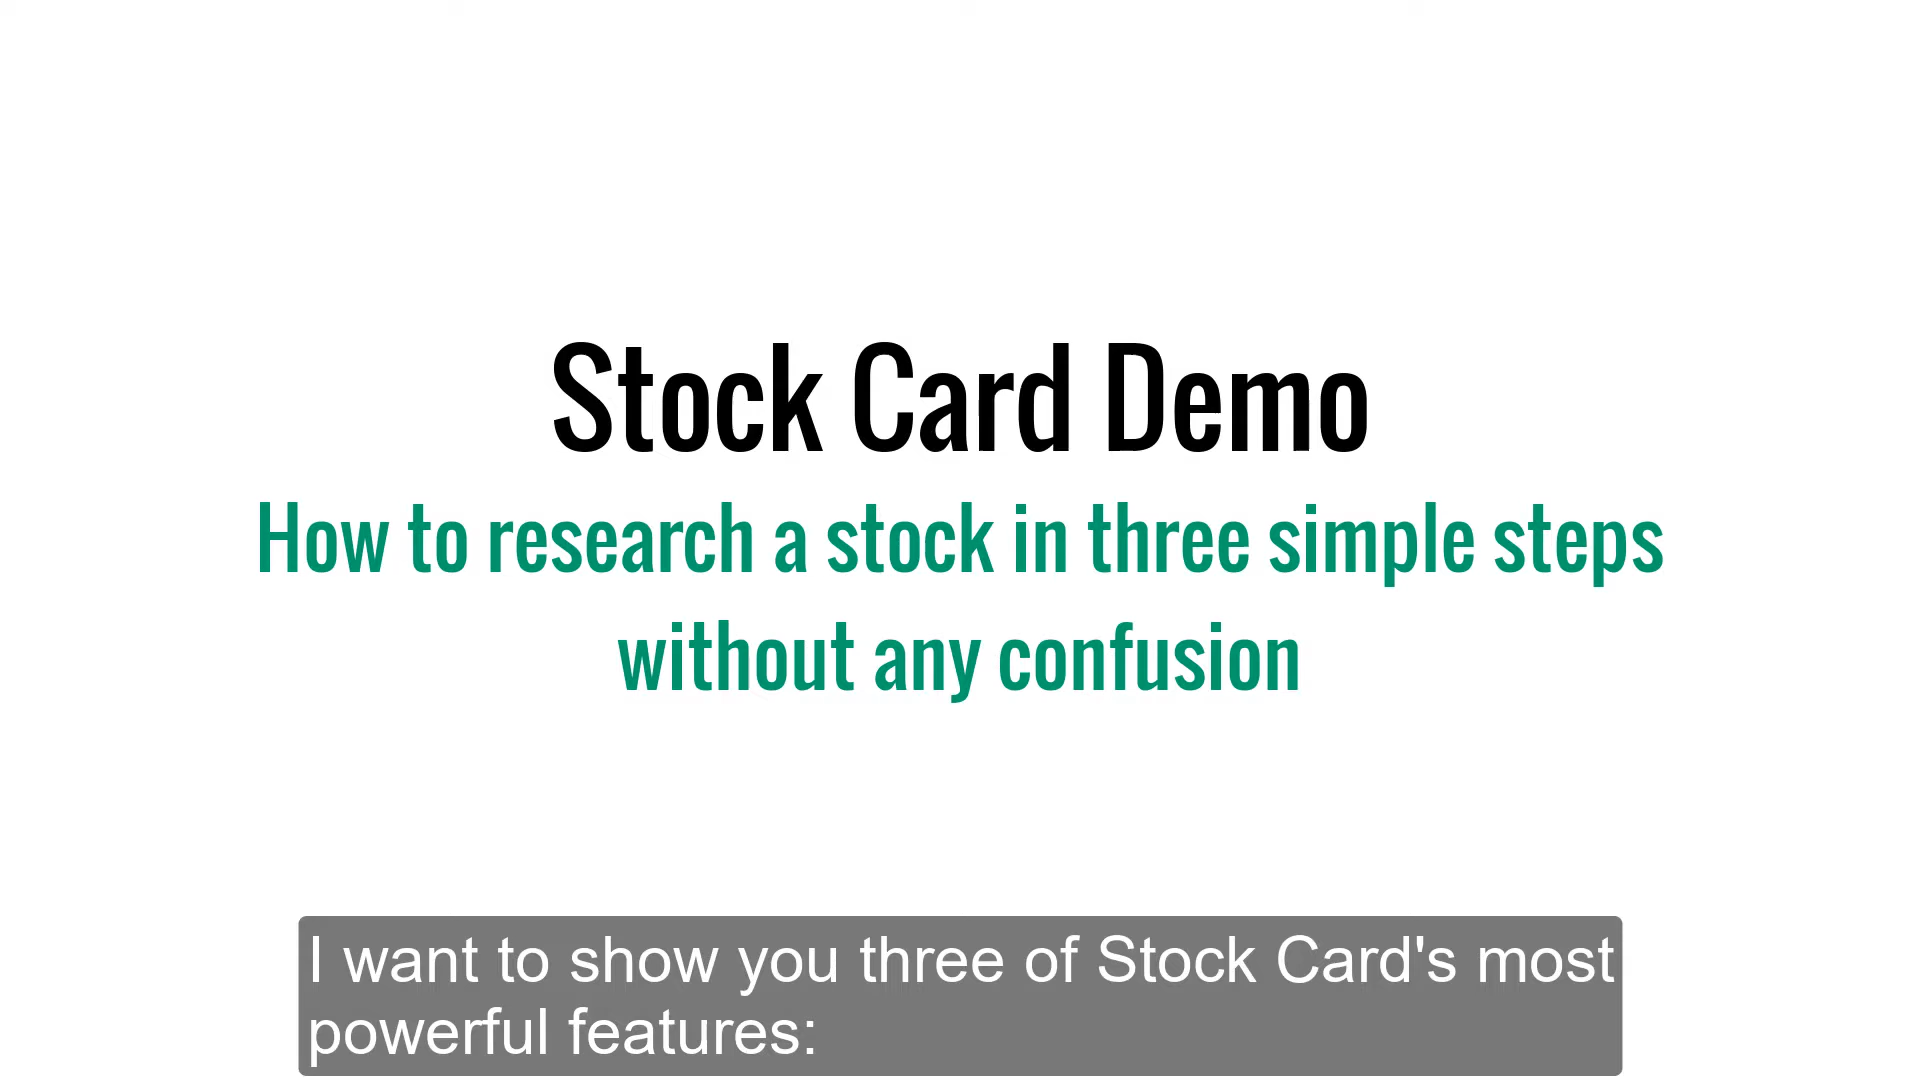 Stock Card Demo
How to research a stock in three simple steps
without any confusion
I want to show you three of Stock Card's most
powerful features: